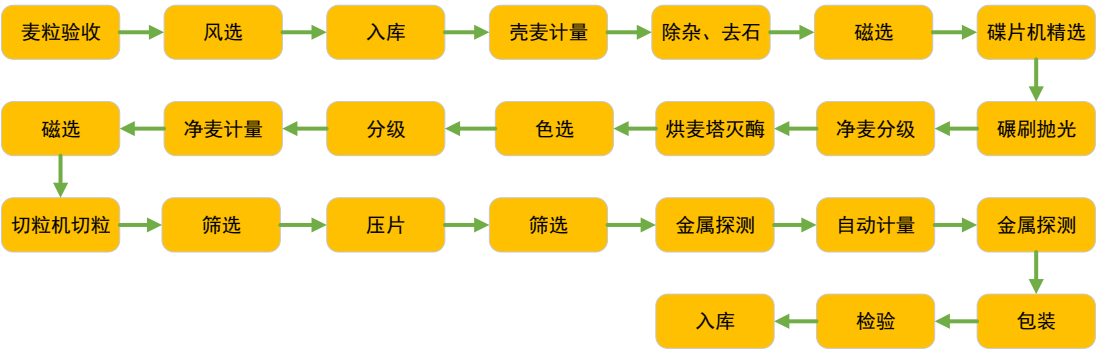 麦粒验收
风选
入库
壳麦计量
除杂、去石
磁选
碟片机精选
碾刷抛光
净麦分级
烘麦塔灭酶
色选
分级
净麦计量
磁选
切粒机切粒
筛选
压片
筛选
金属探测
自动计量
金属探测
包装
检验
入库